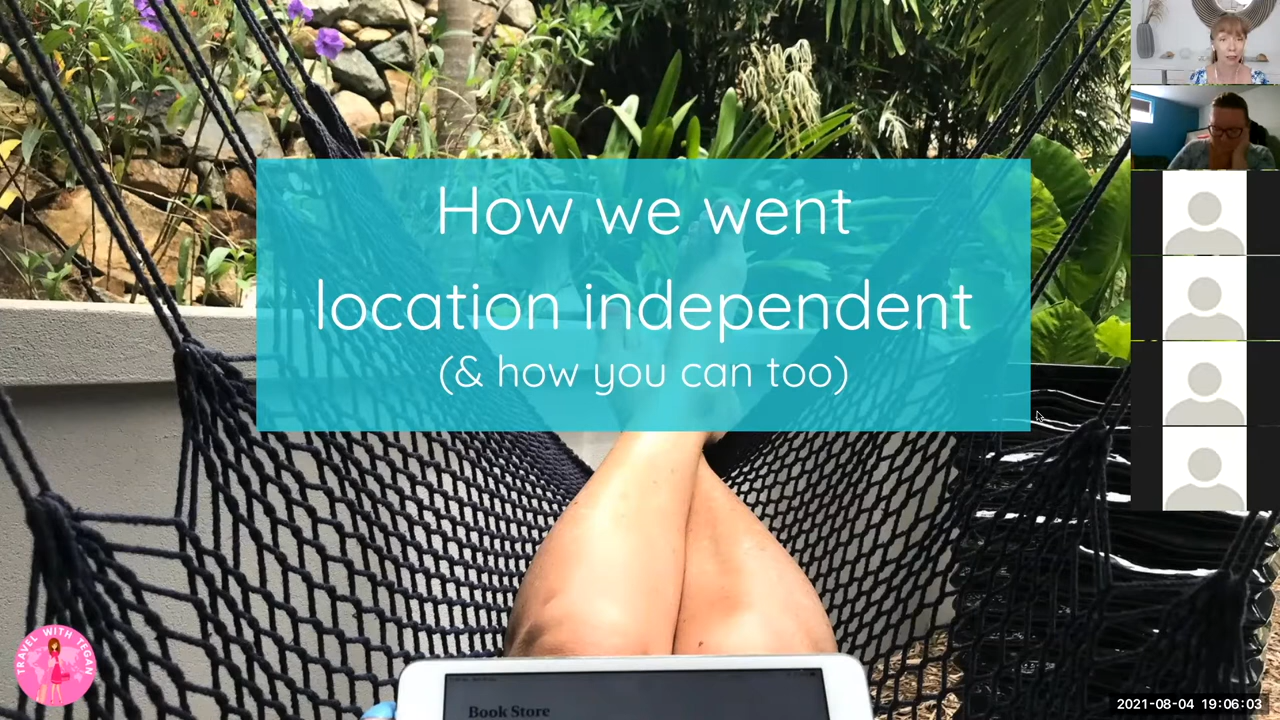 How we went
location independent
(& how you can too)
TRAVEL WITH TEGAN
Book Store
2021-08-04 19:06:03